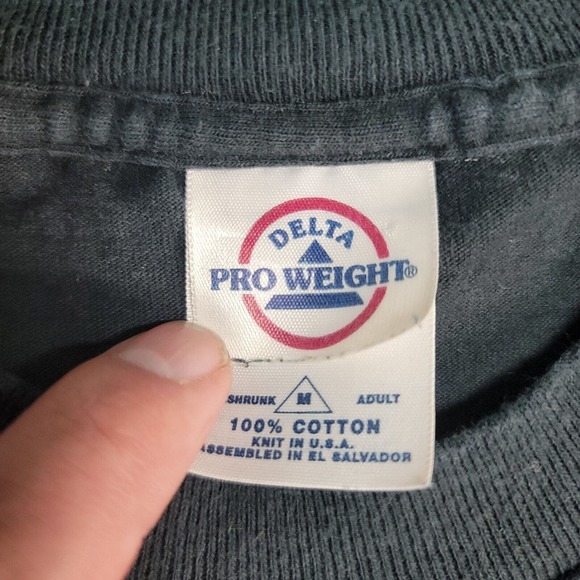 DELTA
PRO WEIGHT®
SHRUNK M ADULT
100% COTTON
KNIT IN U.S.A.
ASSEMBLED IN EL SALVADOR